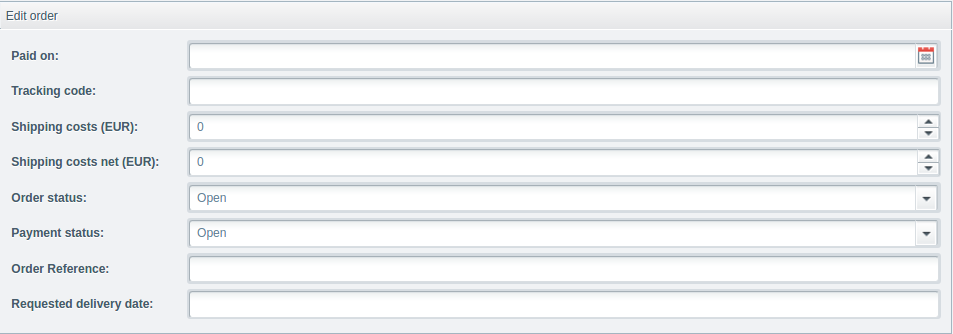 Edit order
Paid on:
Tracking code:
Shipping costs (EUR): 0
Shipping costs net (EUR): 0
Order status: Open
Payment status: Open
Order Reference:
Requested delivery date: